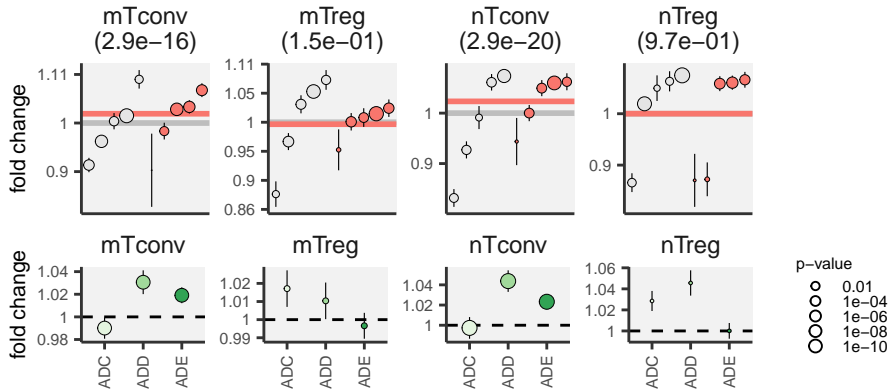 mTconv
(2.9e−16)
mTreg
(1.5e−01)
nTconv
(2.9e−20)
nTreg
(9.7e−01)
fold change
1.11
1
0.9
1.11
1.05
1
0.95
0.9
0.86
1
0.9
1
0.9
mTconv
mTreg
nTconv
nTreg
fold change
1.04
1.02
1
0.98
1.02
1.01
1
0.99
1.04
1.02
1
1.06
1.04
1.02
1
ADC
ADD
ADE
ADC
ADD
ADE
ADC
ADD
ADE
ADC
ADD
ADE
p−value
0.01
1e−04
1e−06
1e−08
1e−10